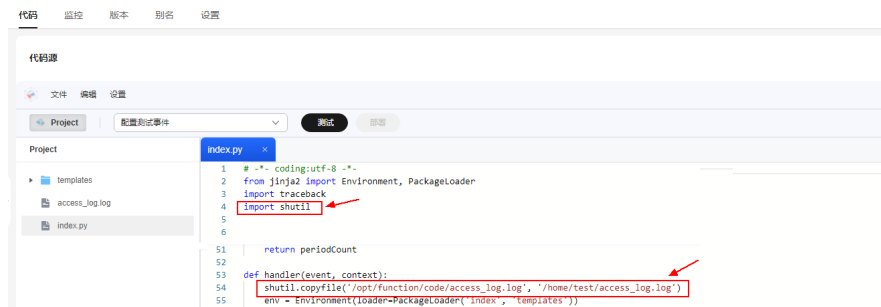 代码 监控 版本 别名 设置
代码源
文件 编辑 设置
Project 配置测试事件 测试 部署
Project index.py ×
templates
access_log.log
index.py
1 # -*- coding:utf-8 -*-
2 from jinja2 import Environment, PackageLoader
3 import traceback
4 import shutil
5
6
51 return periodCount
52
53 def handler(event, context):
54 shutil.copyfile('/opt/function/code/access_log.log', '/home/test/access_log.log')
55 env = Environment(loader=PackageLoader('index', 'templates'))